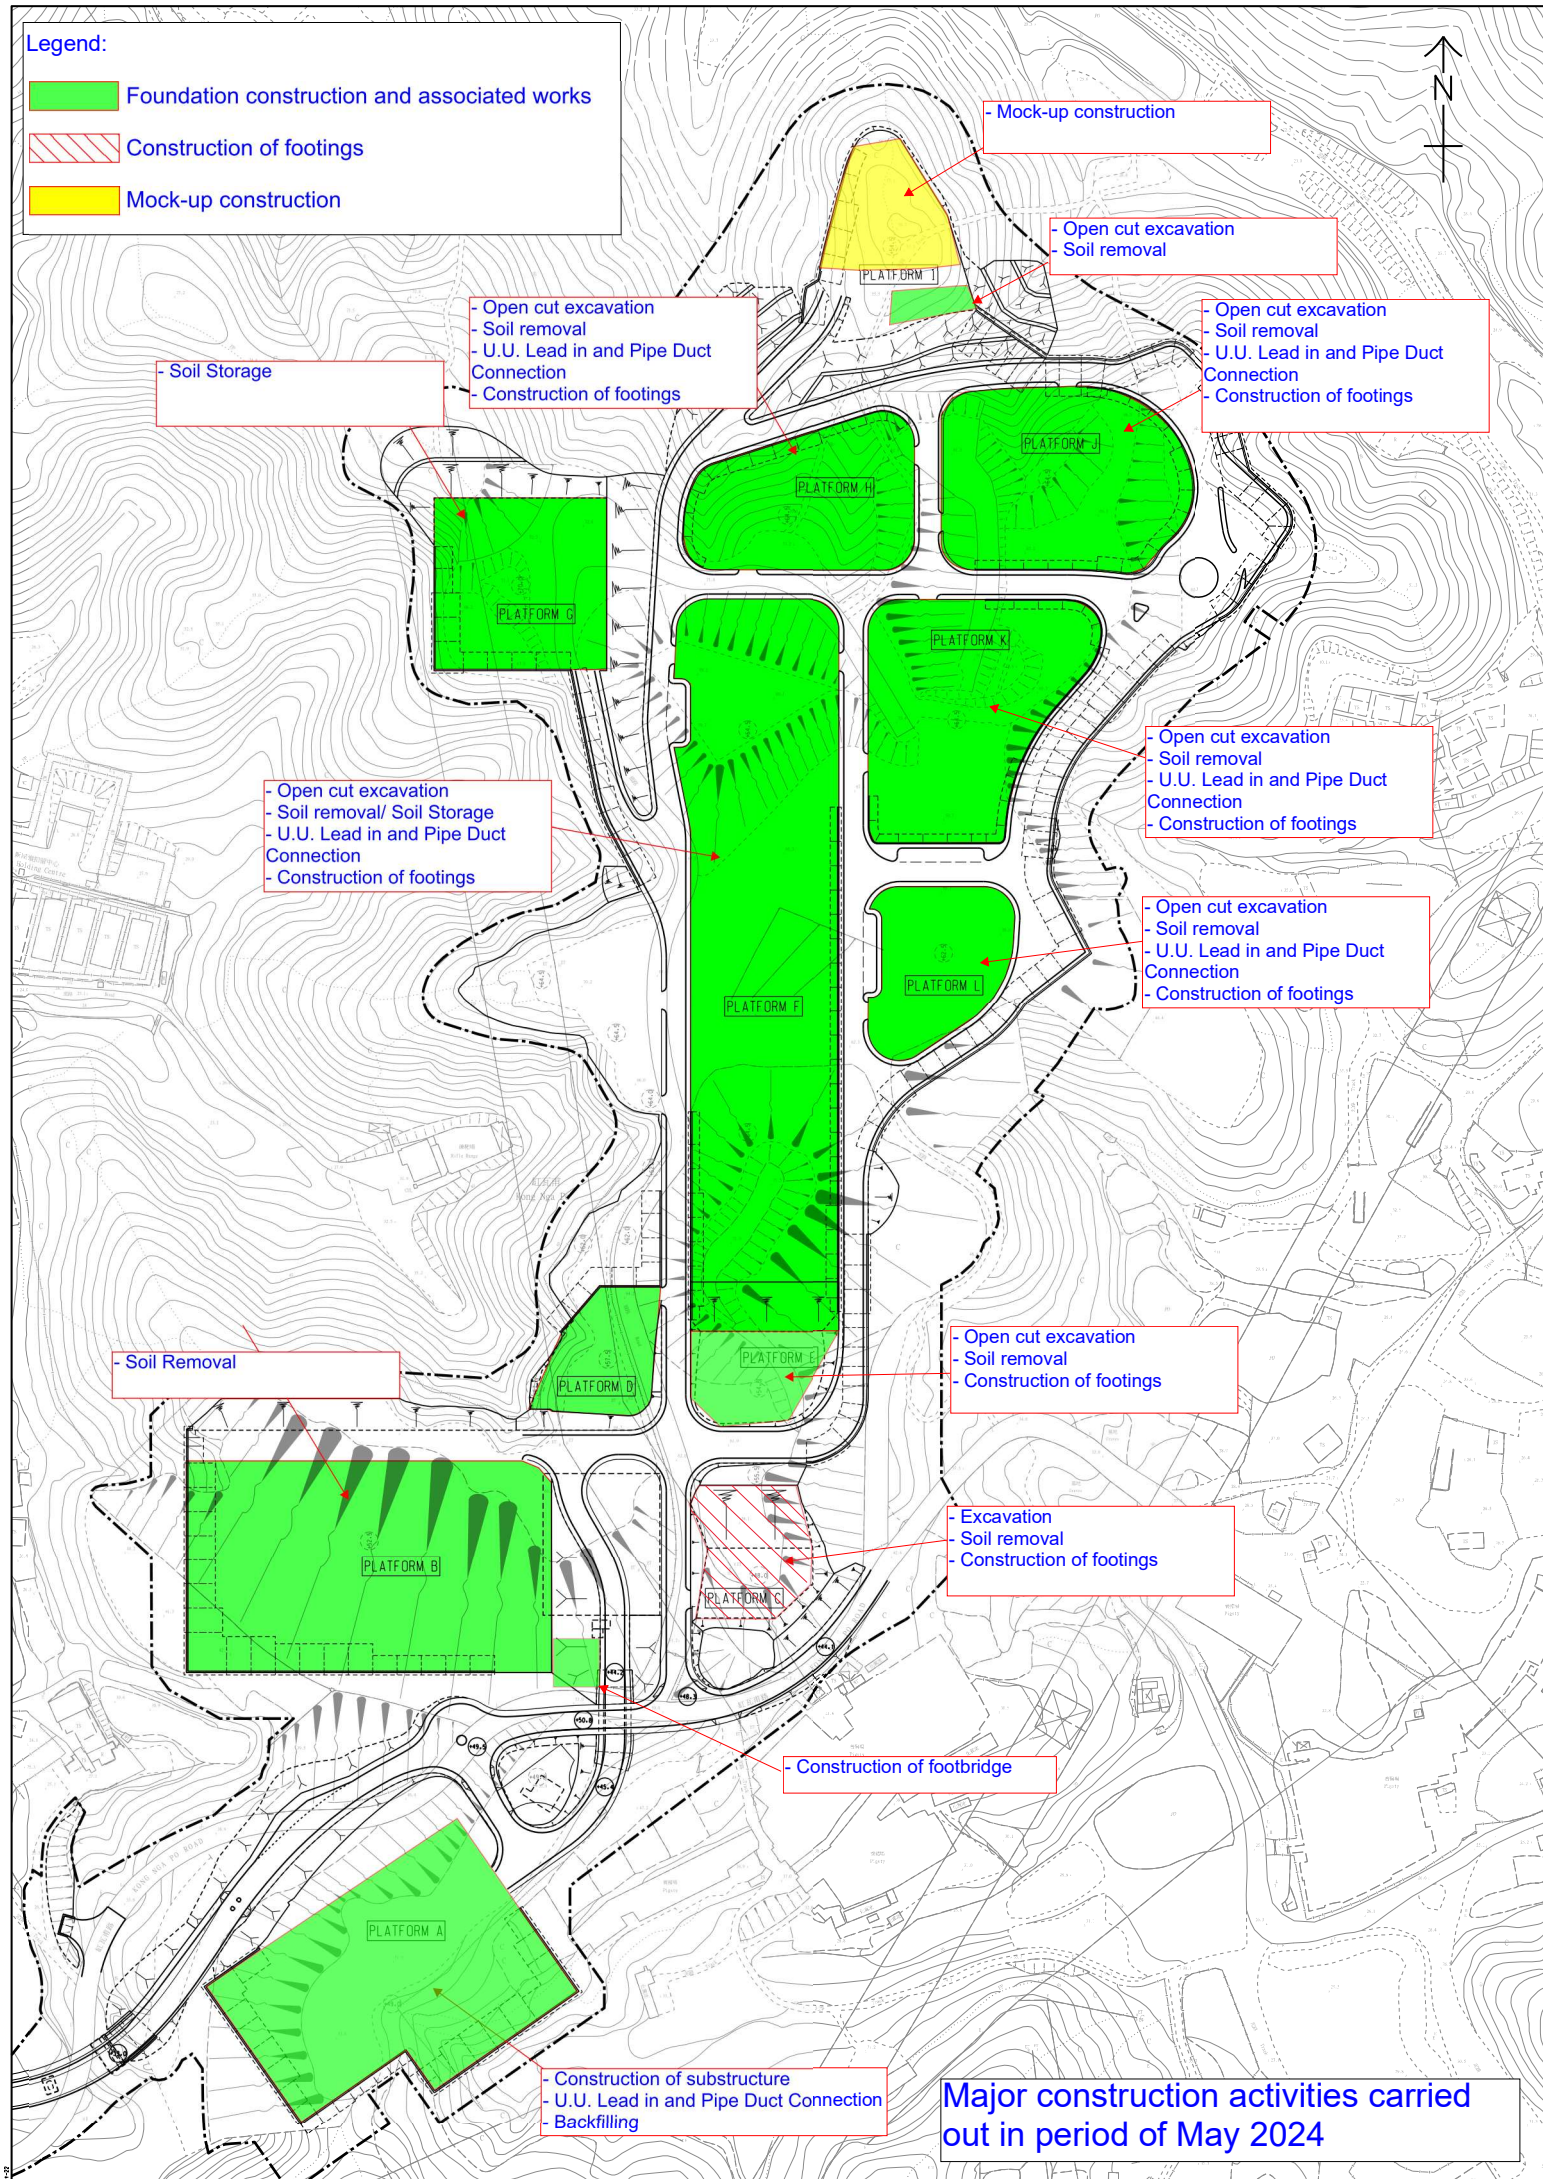 Legend:
Foundation construction and associated works
Construction of footings
Mock-up construction
N
- Mock-up construction
PLATFORM I
- Open cut excavation
- Soil removal
- Open cut excavation
- Soil removal
- U.U. Lead in and Pipe Duct
Connection
- Construction of footings
- Open cut excavation
- Soil removal
- U.U. Lead in and Pipe Duct
Connection
- Construction of footings
- Soil Storage
PLATFORM J
PLATFORM H
PLATFORM G
PLATFORM K
- Open cut excavation
- Soil removal
- U.U. Lead in and Pipe Duct
Connection
- Construction of footings
- Open cut excavation
- Soil removal/ Soil Storage
- U.U. Lead in and Pipe Duct
Connection
- Construction of footings
- Open cut excavation
- Soil removal
- U.U. Lead in and Pipe Duct
Connection
- Construction of footings
PLATFORM L
PLATFORM F
- Open cut excavation
- Soil removal
- Construction of footings
PLATFORM E
- Soil Removal
PLATFORM D
- Excavation
- Soil removal
- Construction of footings
PLATFORM B
PLATFORM C
- Construction of footbridge
KONG NGA PO ROAD
PLATFORM A
- Construction of substructure
- U.U. Lead in and Pipe Duct Connection
- Backfilling
Major construction activities carried
out in period of May 2024